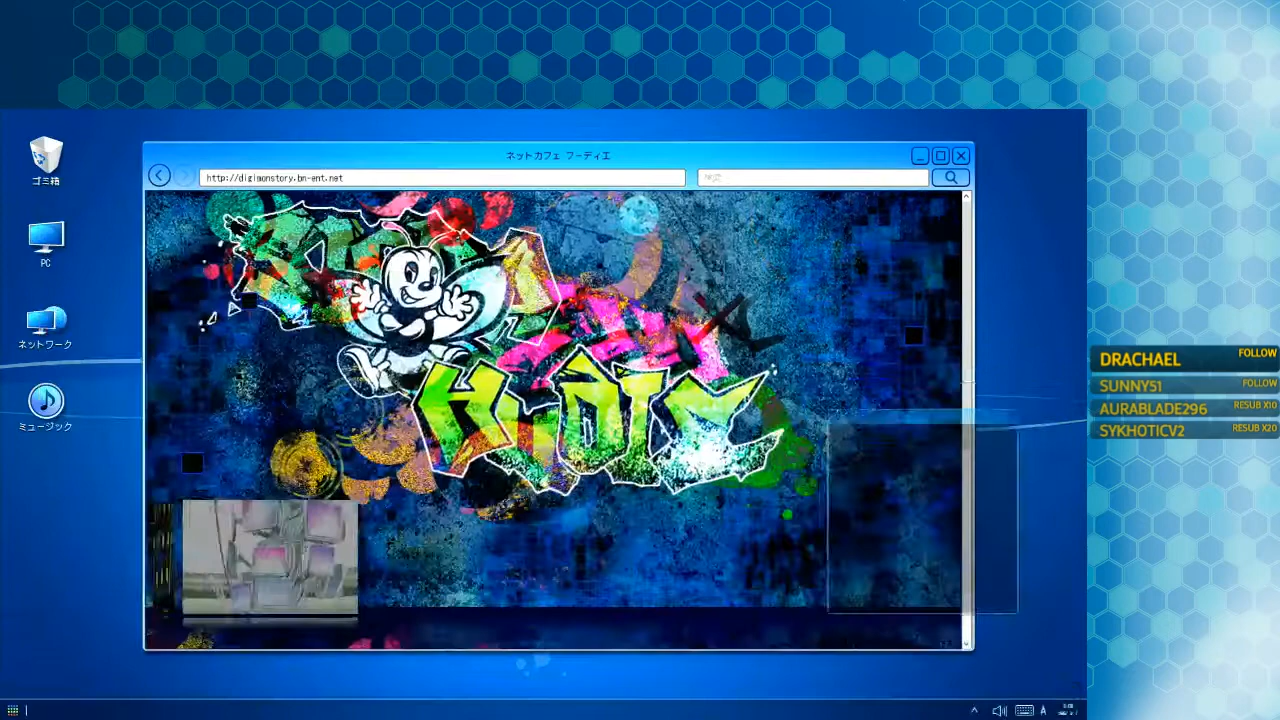 ゴミ箱
PC
ネットワーク
ミュージック
ネットカフェ フーディエ
http://digimonstory.bn-ent.net
DRACHAEL FOLLOW
SUNNY51 FOLLOW
AURABLADE296 RESUB X10
SYKHOTICV2 RESUB X20
A